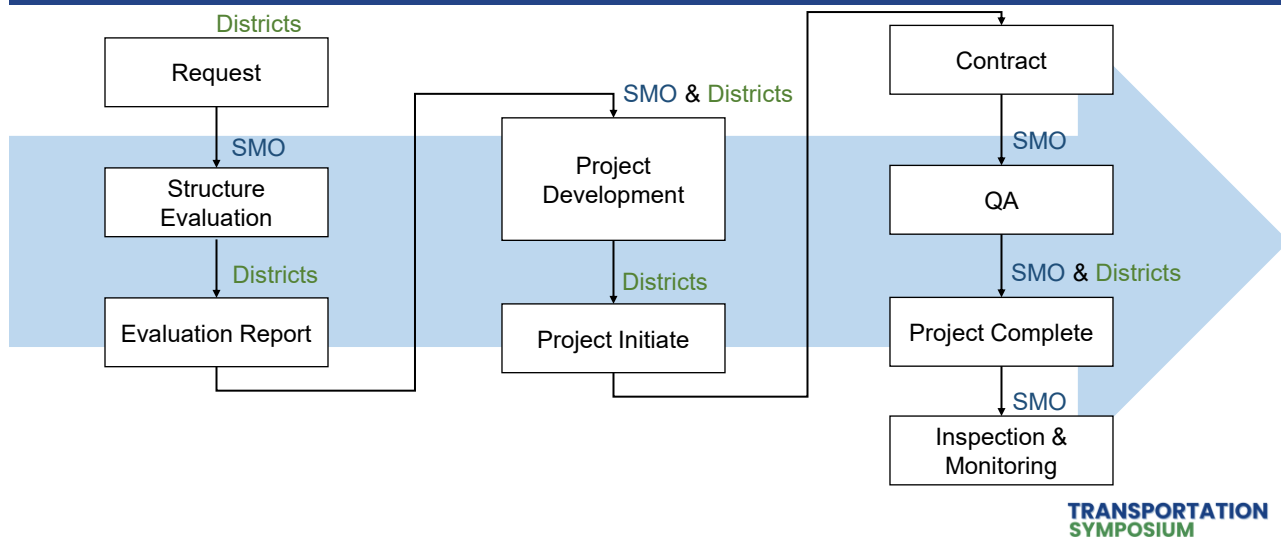 Districts
Request
SMO
Structure
Evaluation
Districts
Evaluation Report
SMO & Districts
Project
Development
Districts
Project Initiate
Contract
SMO
QA
SMO & Districts
Project Complete
SMO
Inspection &
Monitoring
TRANSPORTATION
SYMPOSIUM